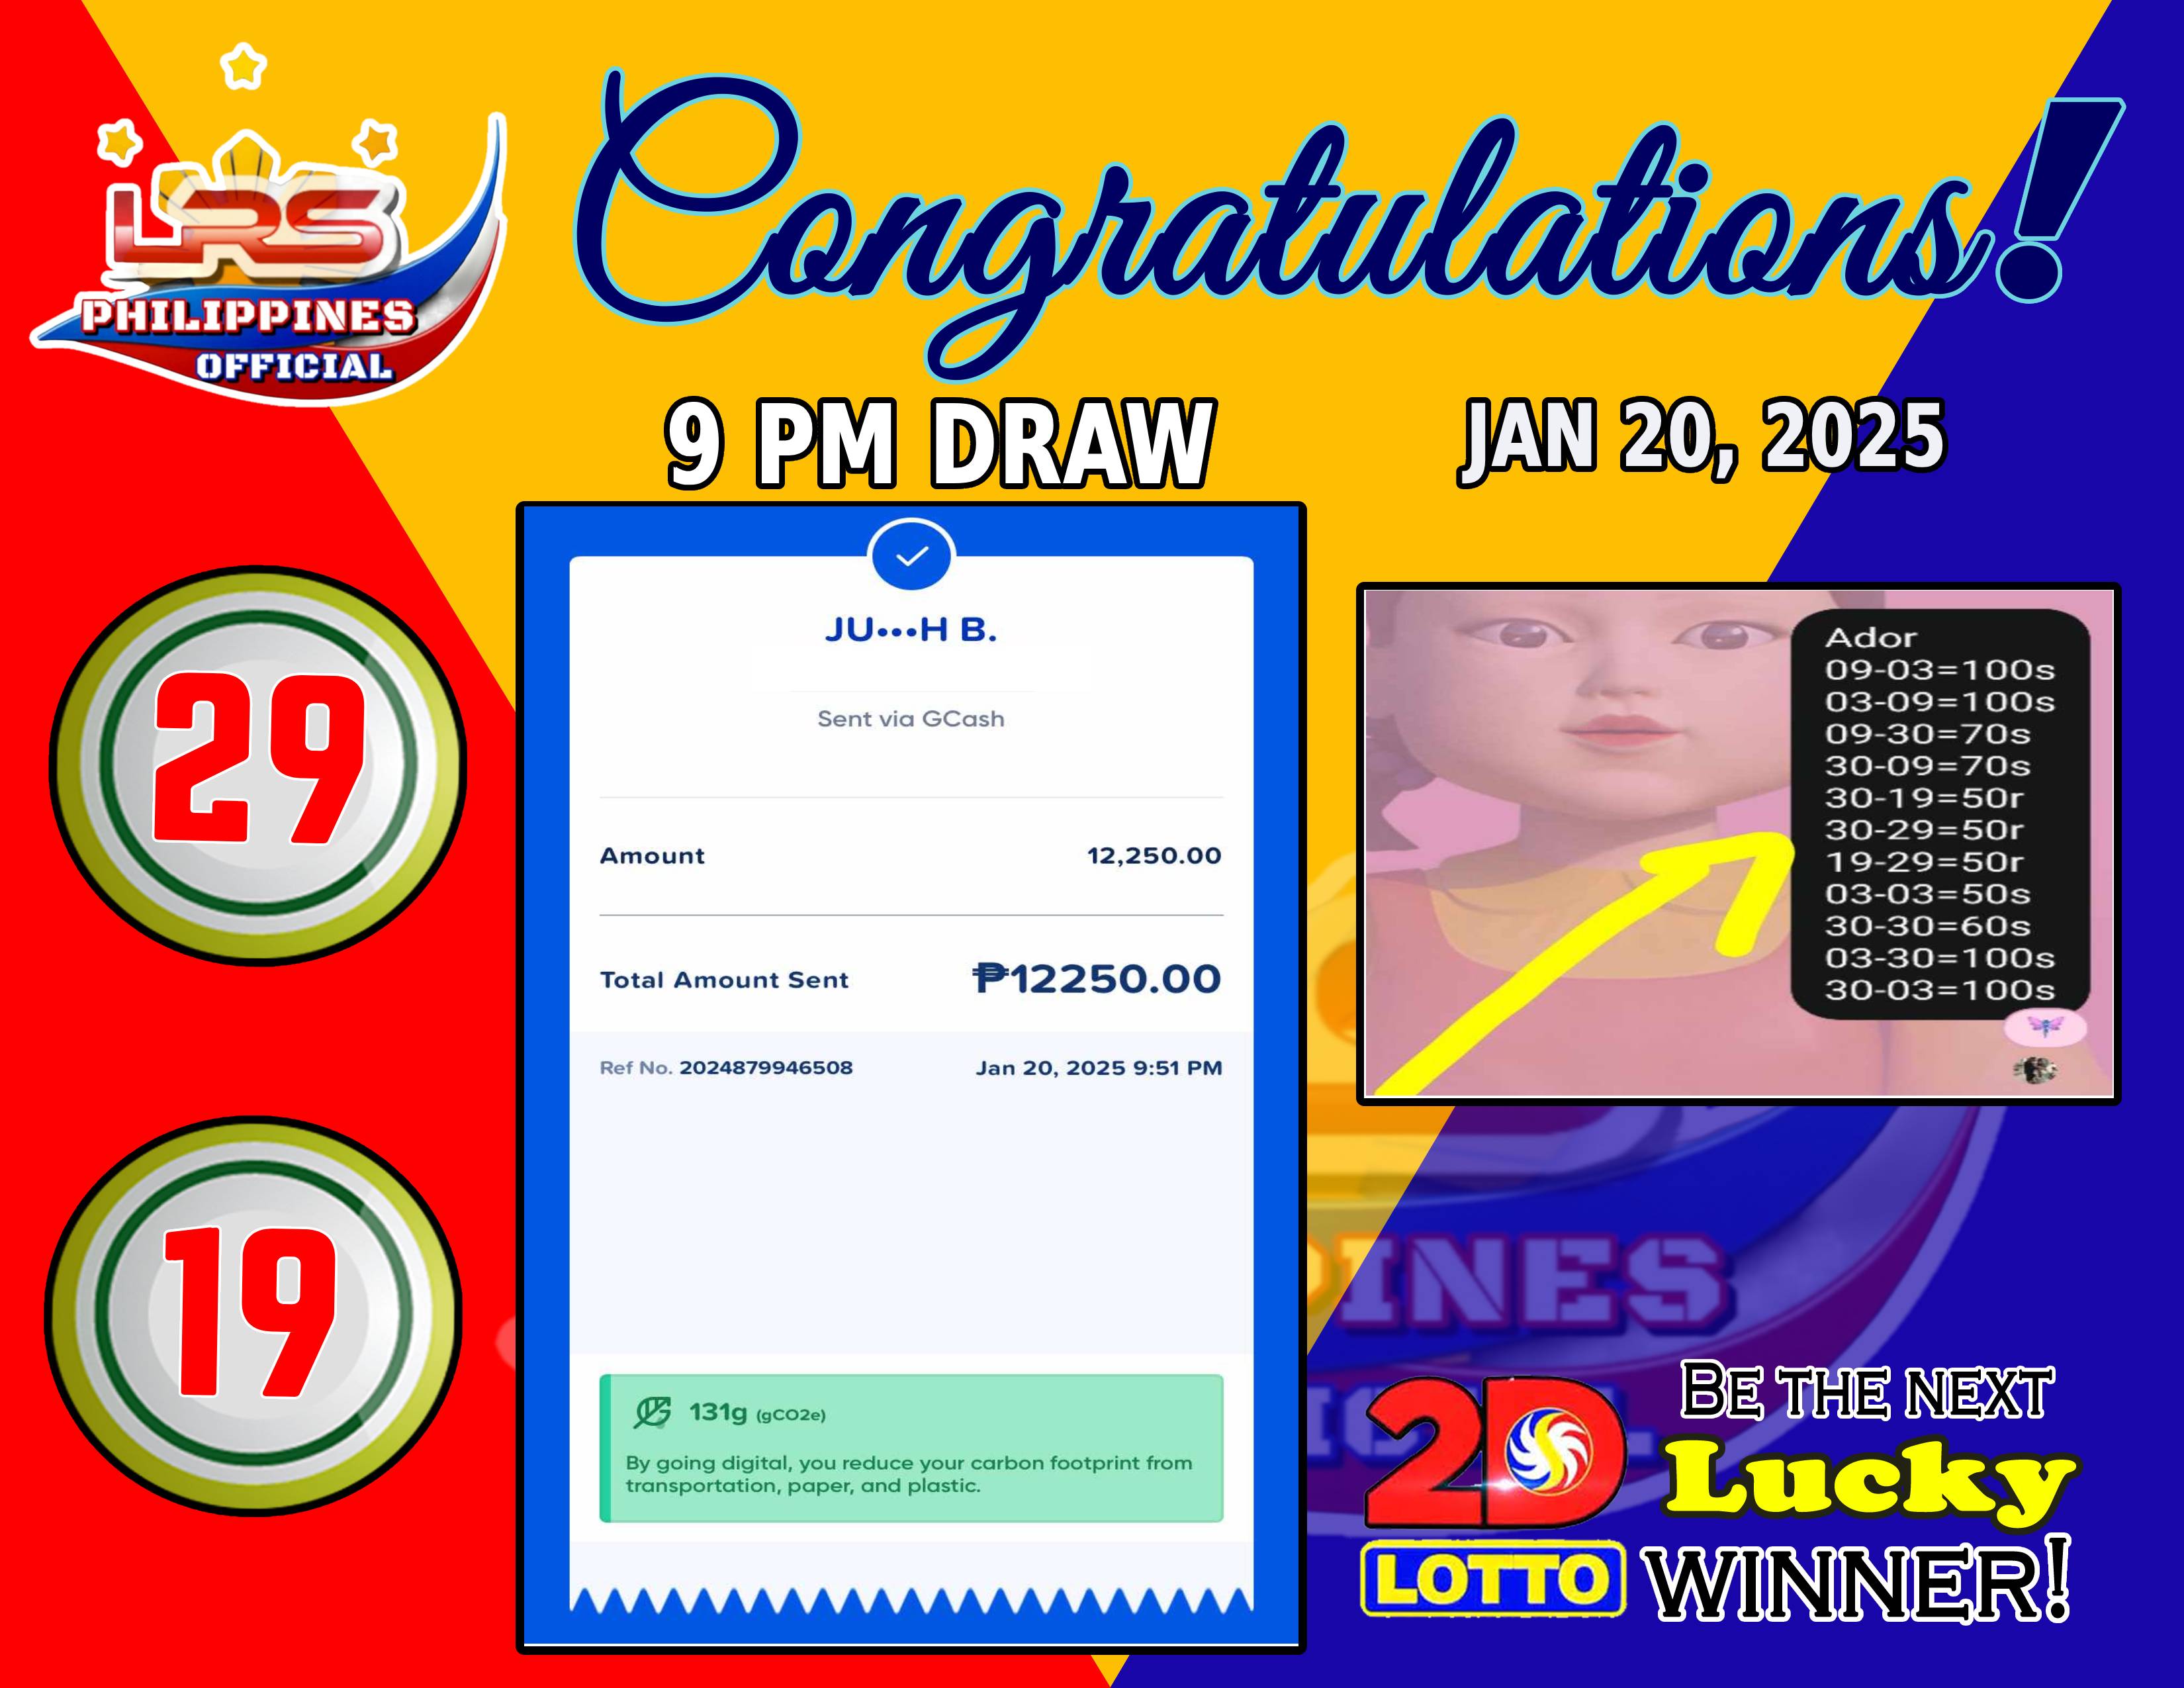 LRS
PHILIPPINES
OFFICIAL
Congratulations!
9 PM DRAW
JAN 20, 2025
29
19
JU•••H B.
Sent via GCash
Amount 12,250.00
Total Amount Sent ₱12250.00
Ref No. 2024879946508 Jan 20, 2025 9:51 PM
131g (gCO2e)
By going digital, you reduce your carbon footprint from
transportation, paper, and plastic.
Ador
09-03=100s
03-09=100s
09-30=70s
30-09=70s
30-19=50r
30-29=50r
19-29=50r
03-03=50s
30-30=60s
03-30=100s
30-03=100s
PINES
2D
LOTTO
BE THE NEXT
Lucky
WINNER!